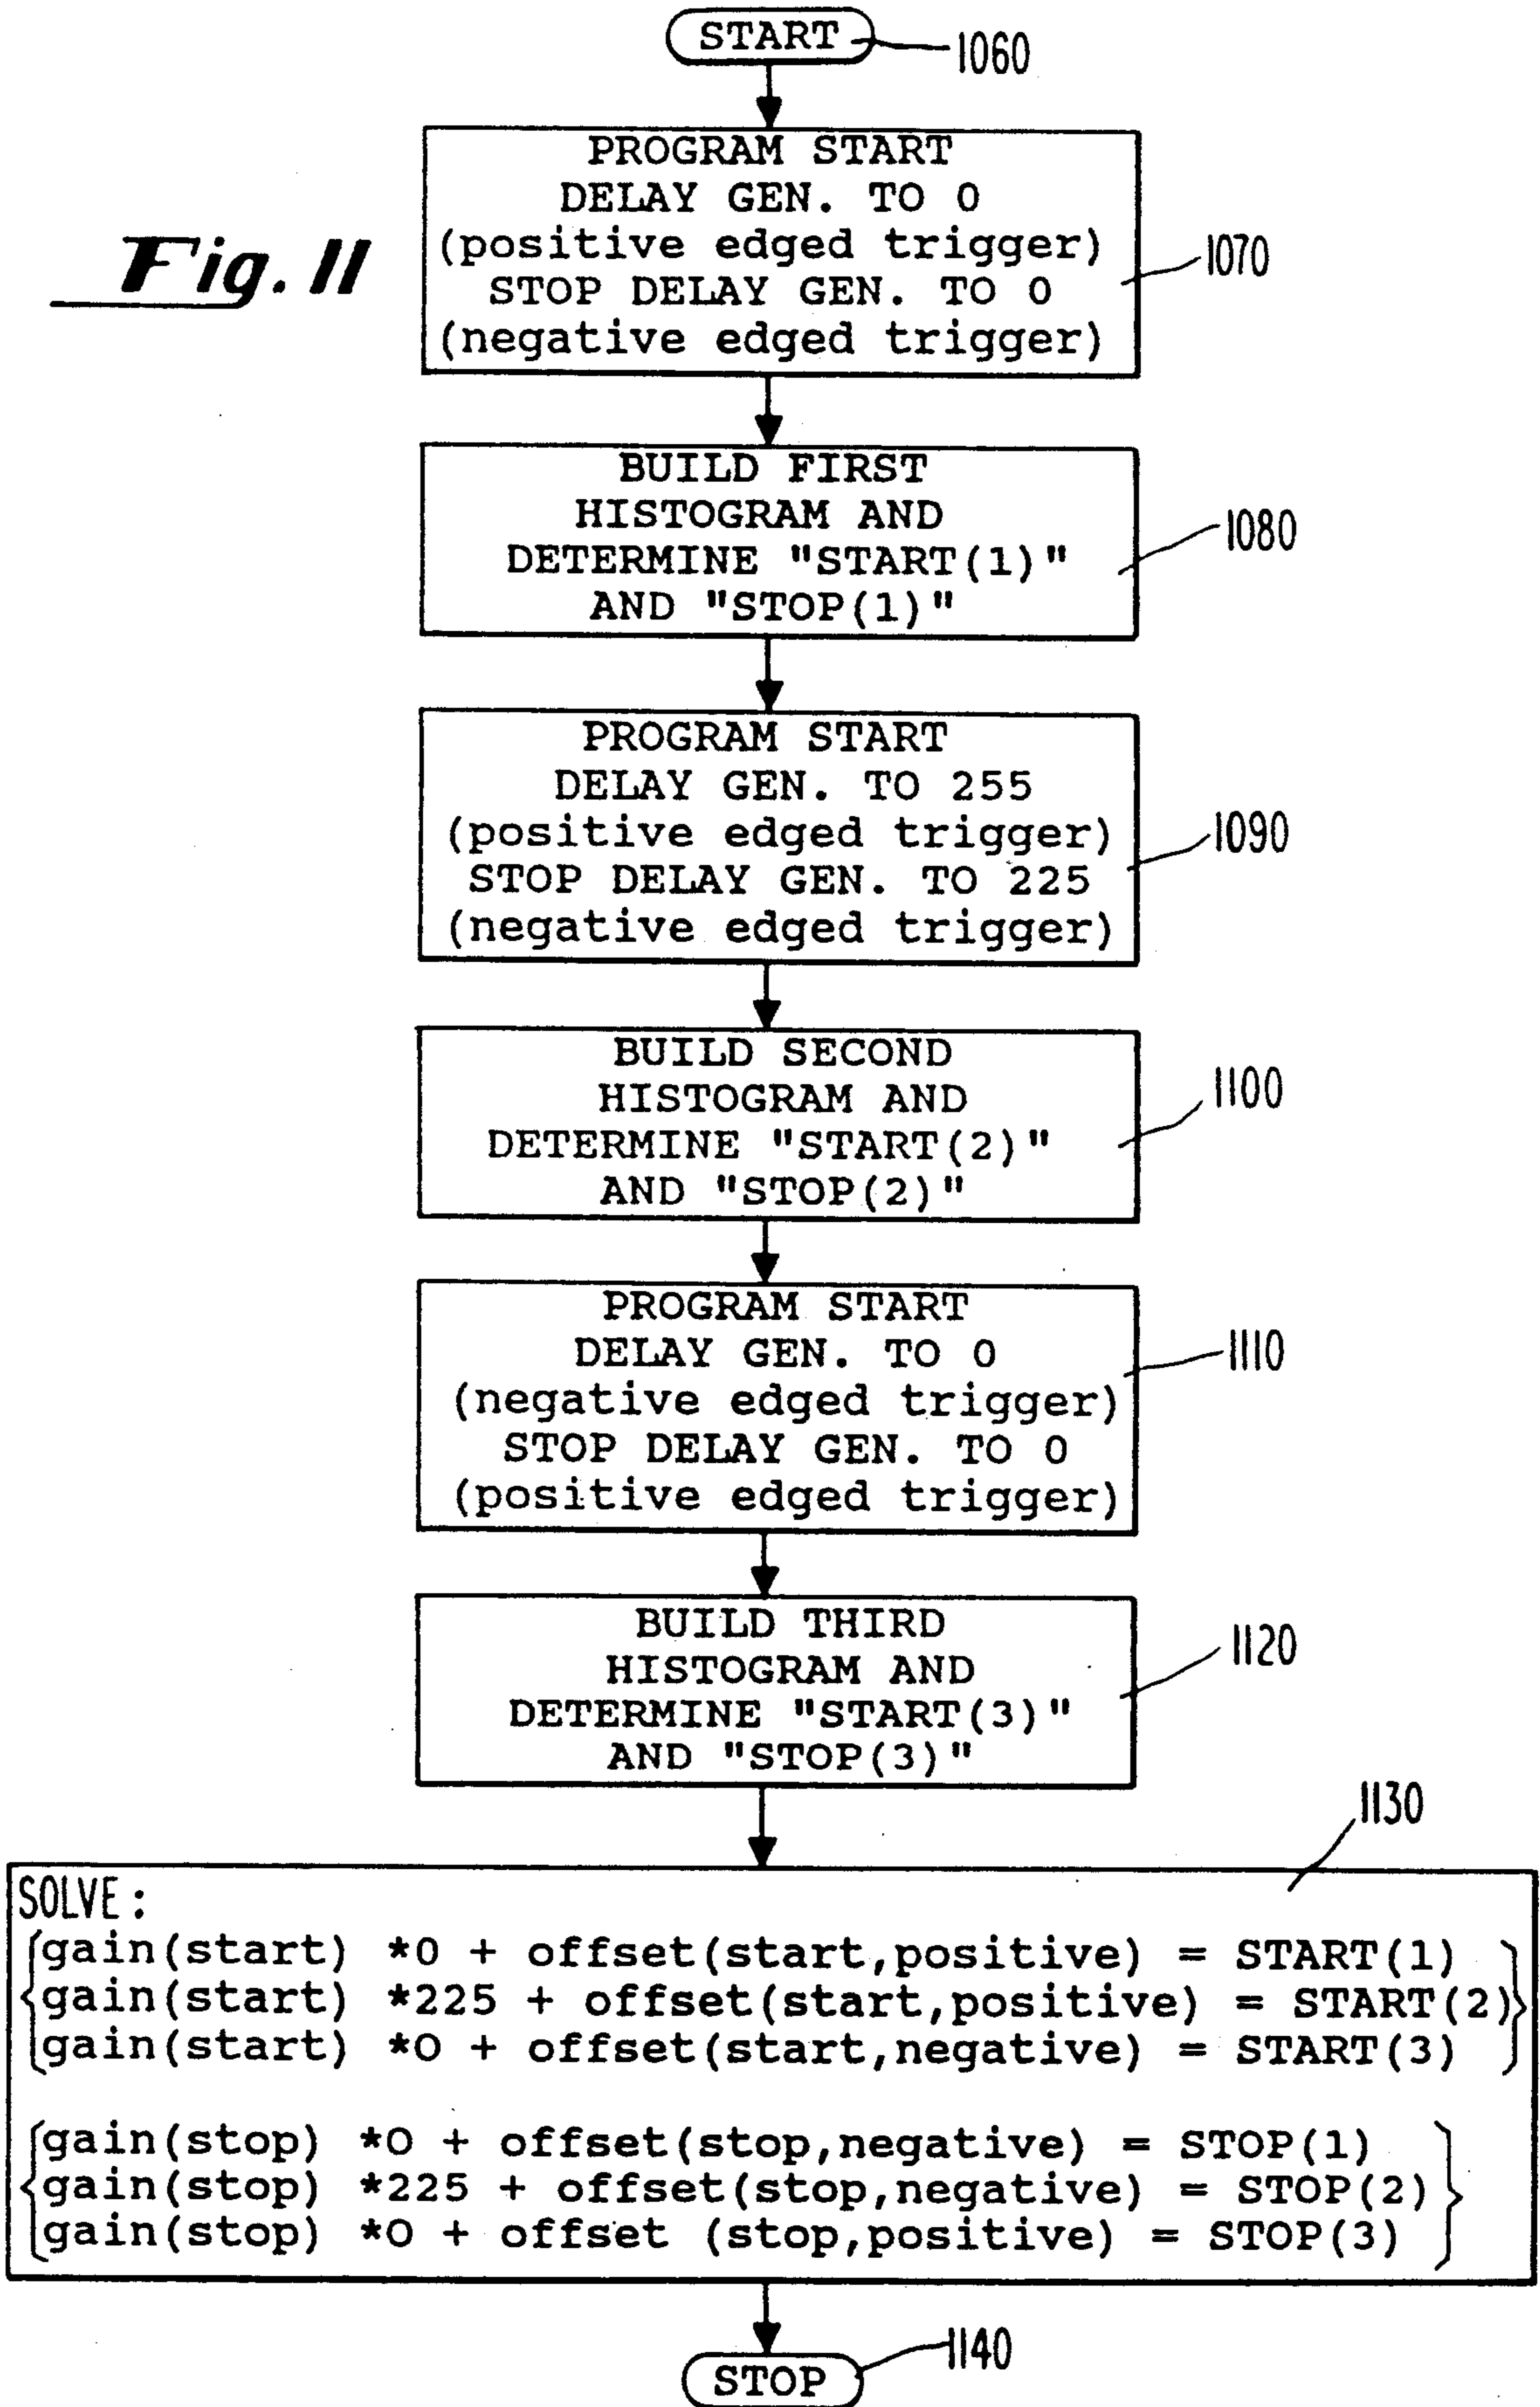 START
1060
Fig. 11
PROGRAM START
DELAY GEN. TO 0
(positive edged trigger)
STOP DELAY GEN. TO 0
(negative edged trigger)
1070
BUILD FIRST
HISTOGRAM AND
DETERMINE "START(1)"
AND "STOP(1)"
1080
PROGRAM START
DELAY GEN. TO 255
(positive edged trigger)
STOP DELAY GEN. TO 225
(negative edged trigger)
1090
BUILD SECOND
HISTOGRAM AND
DETERMINE "START(2)"
AND "STOP(2)"
1100
PROGRAM START
DELAY GEN. TO 0
(negative edged trigger)
STOP DELAY GEN. TO 0
(positive edged trigger)
1110
BUILD THIRD
HISTOGRAM AND
DETERMINE "START(3)"
AND "STOP(3)"
1120
1130
SOLVE:
gain(start) *0 + offset(start,positive) = START(1)
gain(start) *225 + offset(start,positive) = START(2)
gain(start) *0 + offset(start,negative) = START(3)
gain(stop) *0 + offset(stop,negative) = STOP(1)
gain(stop) *225 + offset(stop,negative) = STOP(2)
gain(stop) *0 + offset (stop,positive) = STOP(3)
STOP
1140